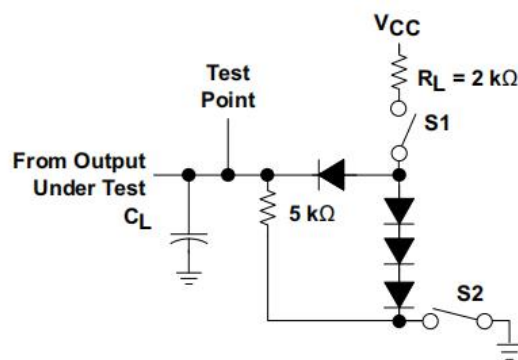 VCC
RL = 2 kΩ
Test
Point
S1
From Output
Under Test
CL
5 kΩ
S2